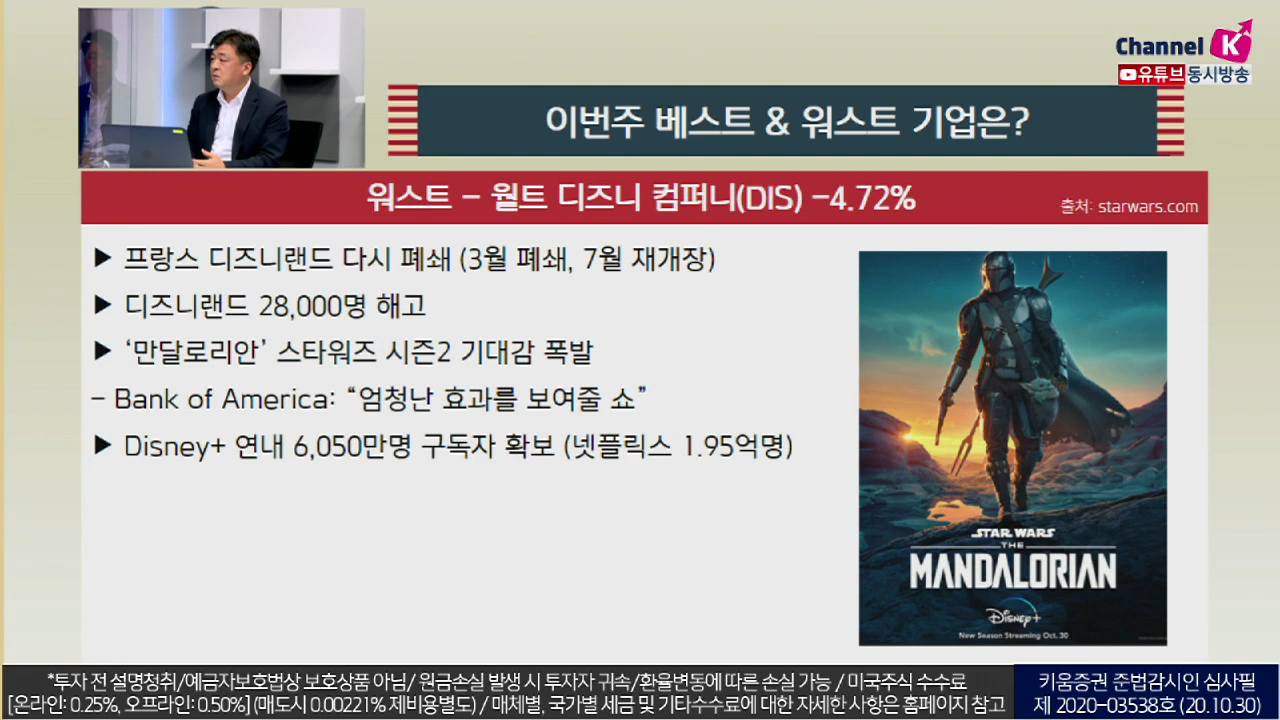 Channel K
유튜브 동시방송
이번주 베스트 & 워스트 기업은?
워스트 - 월트 디즈니 컴퍼니(DIS) -4.72%
출처: starwars.com
▶ 프랑스 디즈니랜드 다시 폐쇄 (3월 폐쇄, 7월 재개장)
▶ 디즈니랜드 28,000명 해고
▶ ‘만달로리안’ 스타워즈 시즌2 기대감 폭발
- Bank of America: “엄청난 효과를 보여줄 쇼”
▶ Disney+ 연내 6,050만명 구독자 확보 (넷플릭스 1.95억명)
STAR WARS
THE
MANDALORIAN
Disney+
New Season Streaming Oct. 30
*투자 전 설명청취/예금자보호법상 보호상품 아님/ 원금손실 발생 시 투자자 귀속/환율변동에 따른 손실 가능 / 미국주식 수수료
[온라인: 0.25%, 오프라인: 0.50%] (매도시 0.00221% 제비용별도) / 매체별, 국가별 세금 및 기타수수료에 대한 자세한 사항은 홈페이지 참고
키움증권 준법감시인 심사필
제 2020-03538호 (20.10.30)